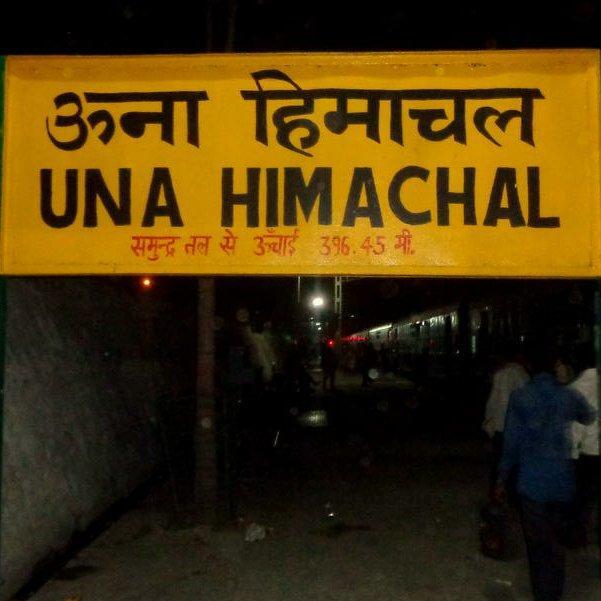 ऊना हिमाचल
UNA HIMACHAL
समुन्द्र तल से ऊँचाई 396.45 मी.